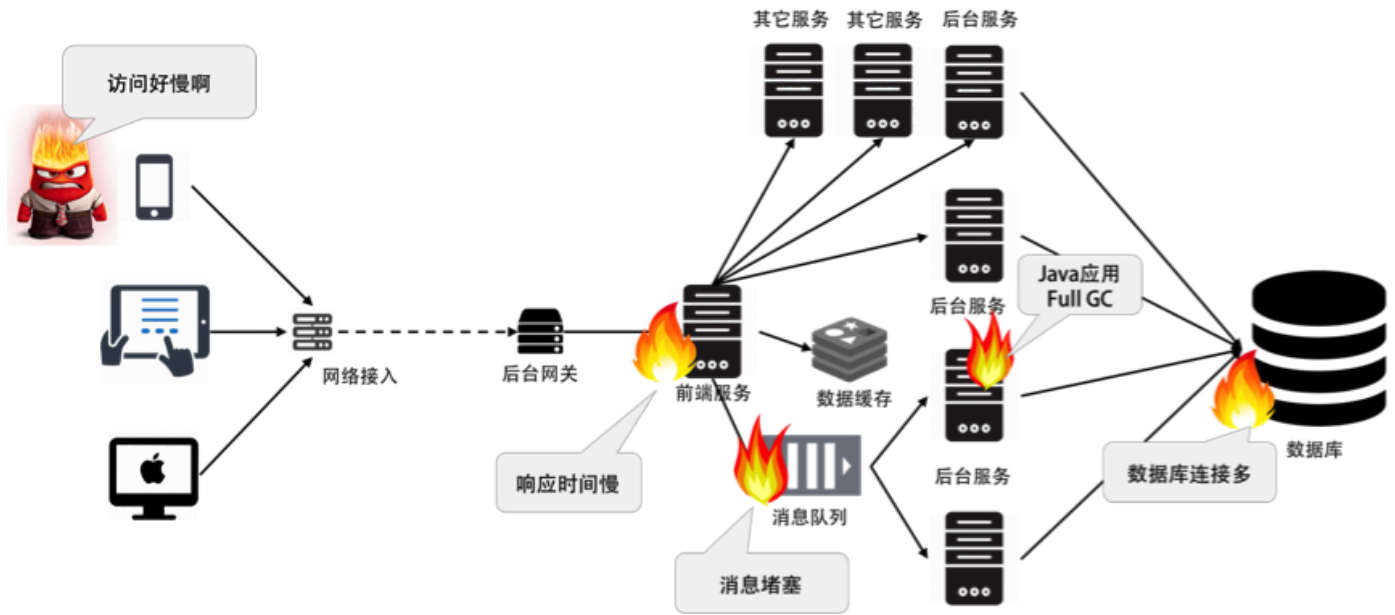 其它服务
其它服务
后台服务
访问好慢啊
Java应用
Full GC
后台服务
网络接入
后台网关
前端服务
数据缓存
数据库
响应时间慢
后台服务
数据库连接多
消息队列
消息堵塞